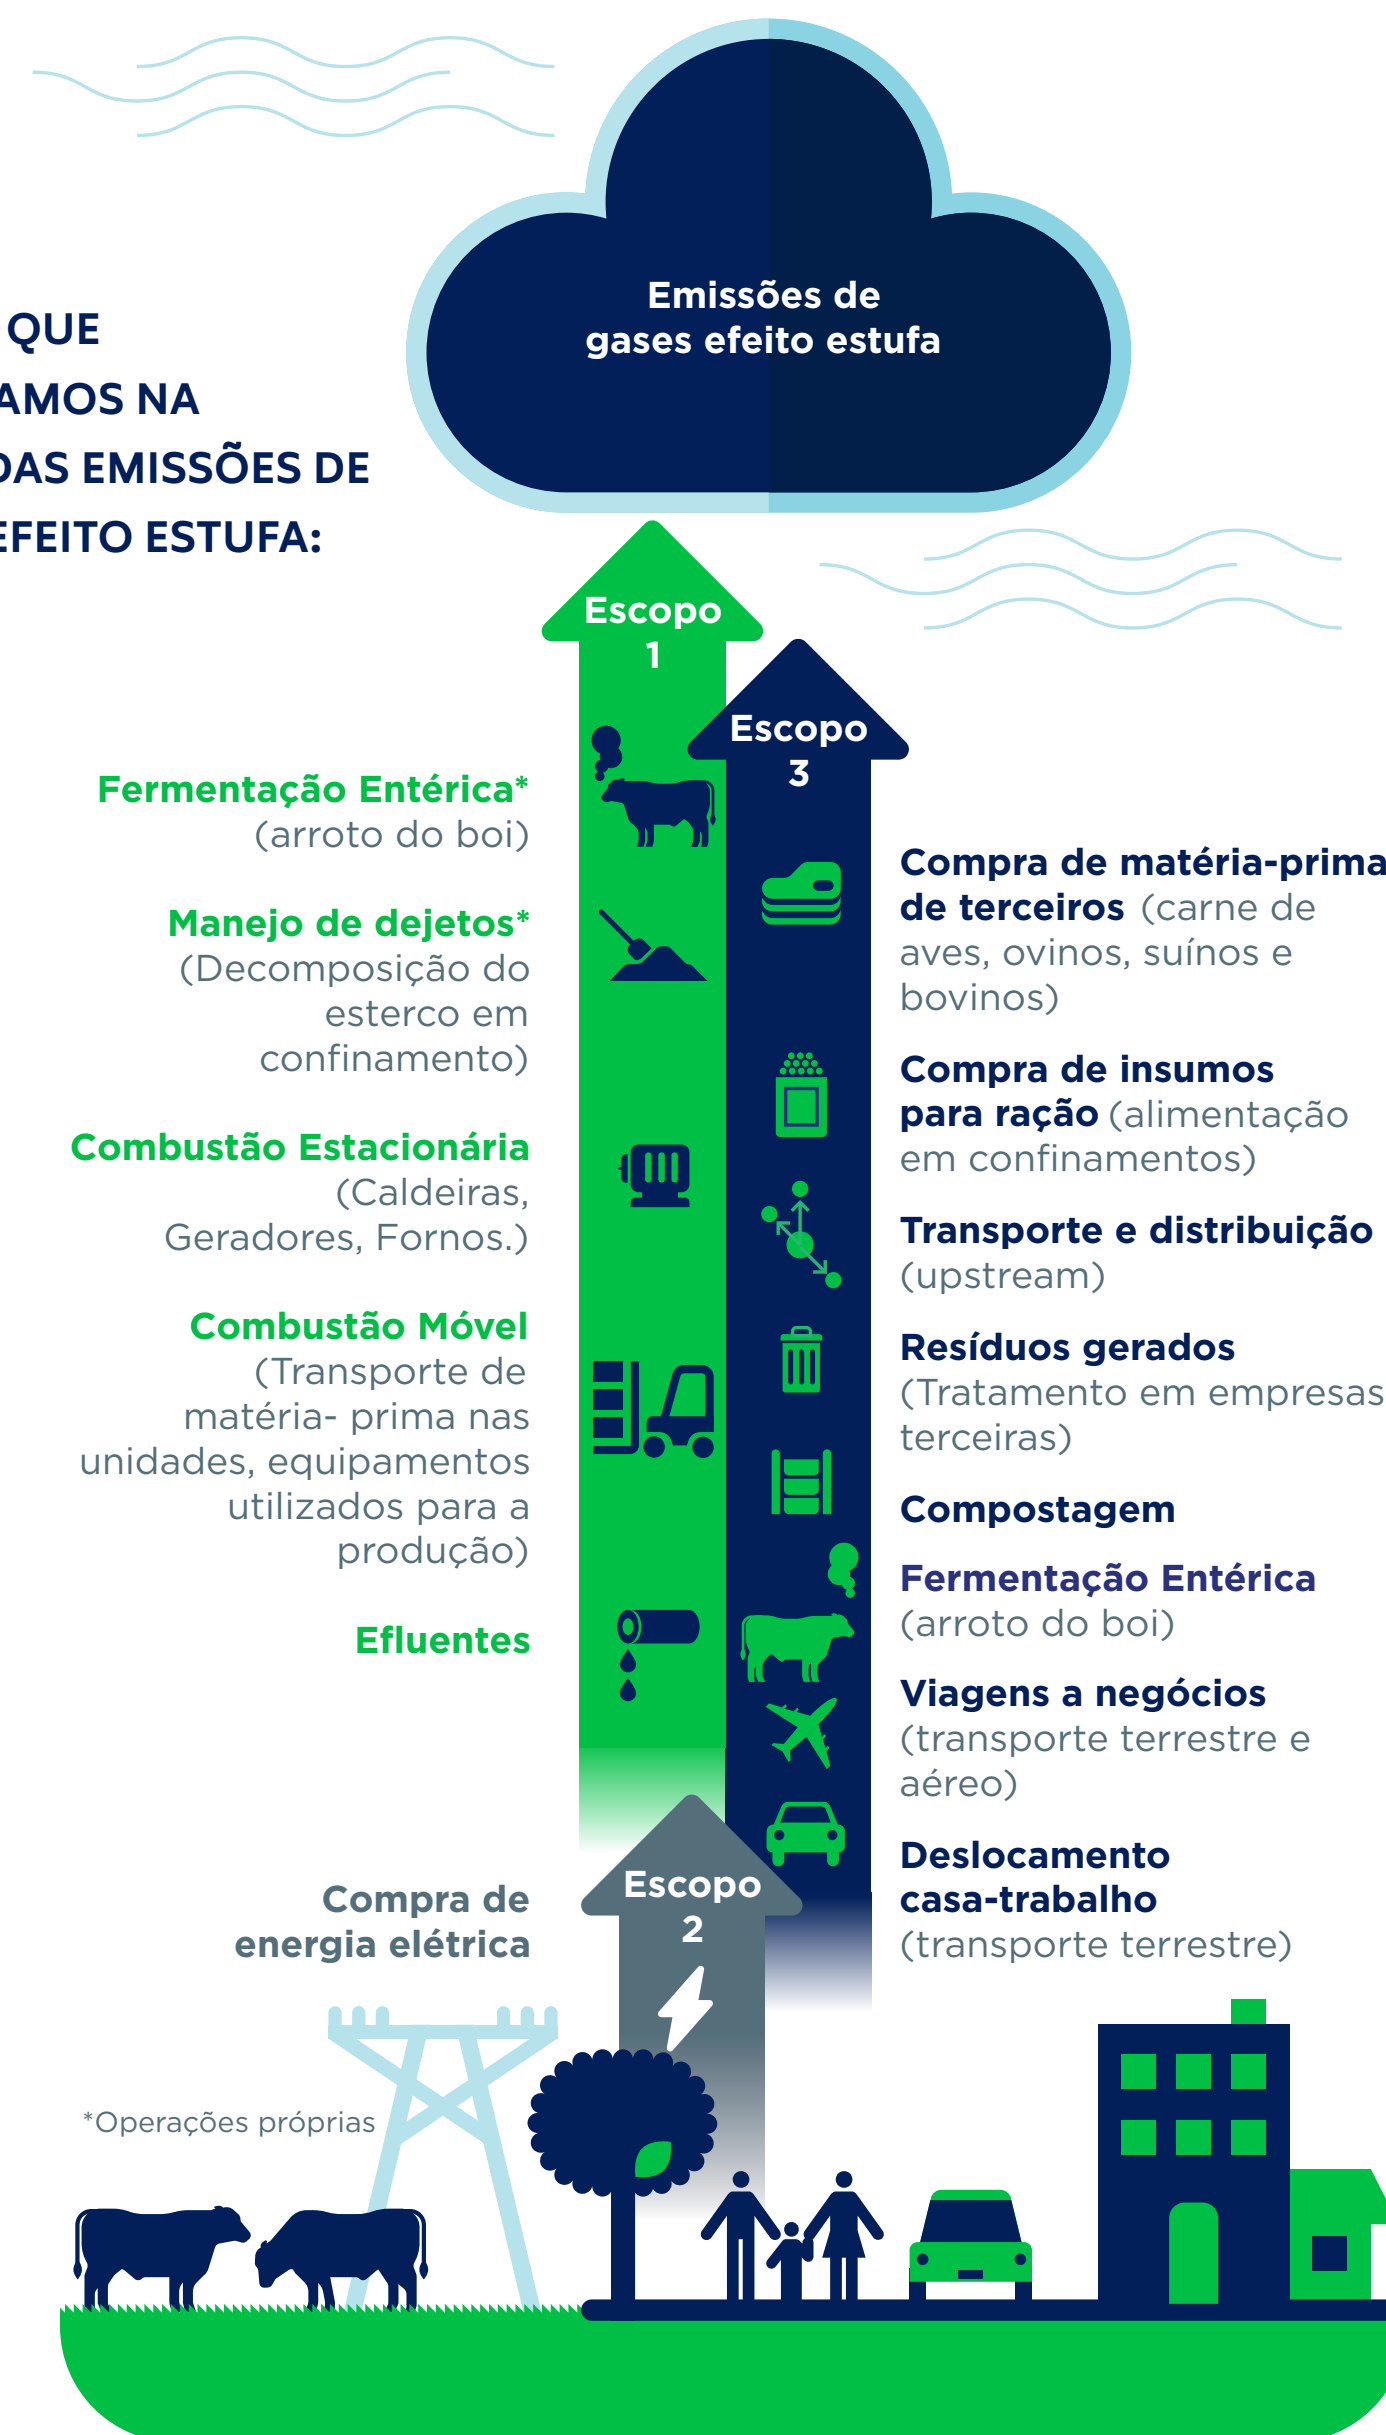 Emissões de
gases efeito estufa
QUE
AMOS NA
DAS EMISSÕES DE
EFEITO ESTUFA:
Escopo
1
Fermentação Entérica*
(arroto do boi)
Manejo de dejetos*
(Decomposição do
esterco em
confinamento)
Combustão Estacionária
(Caldeiras,
Geradores, Fornos.)
Combustão Móvel
(Transporte de
matéria- prima nas
unidades, equipamentos
utilizados para a
produção)
Efluentes
Escopo
3
Compra de matéria-prima
de terceiros (carne de
aves, ovinos, suínos e
bovinos)
Compra de insumos
para ração (alimentação
em confinamentos)
Transporte e distribuição
(upstream)
Resíduos gerados
(Tratamento em empresas
terceiras)
Compostagem
Fermentação Entérica
(arroto do boi)
Viagens a negócios
(transporte terrestre e
aéreo)
Deslocamento
casa-trabalho
(transporte terrestre)
Escopo
2
Compra de
energia elétrica
*Operações próprias